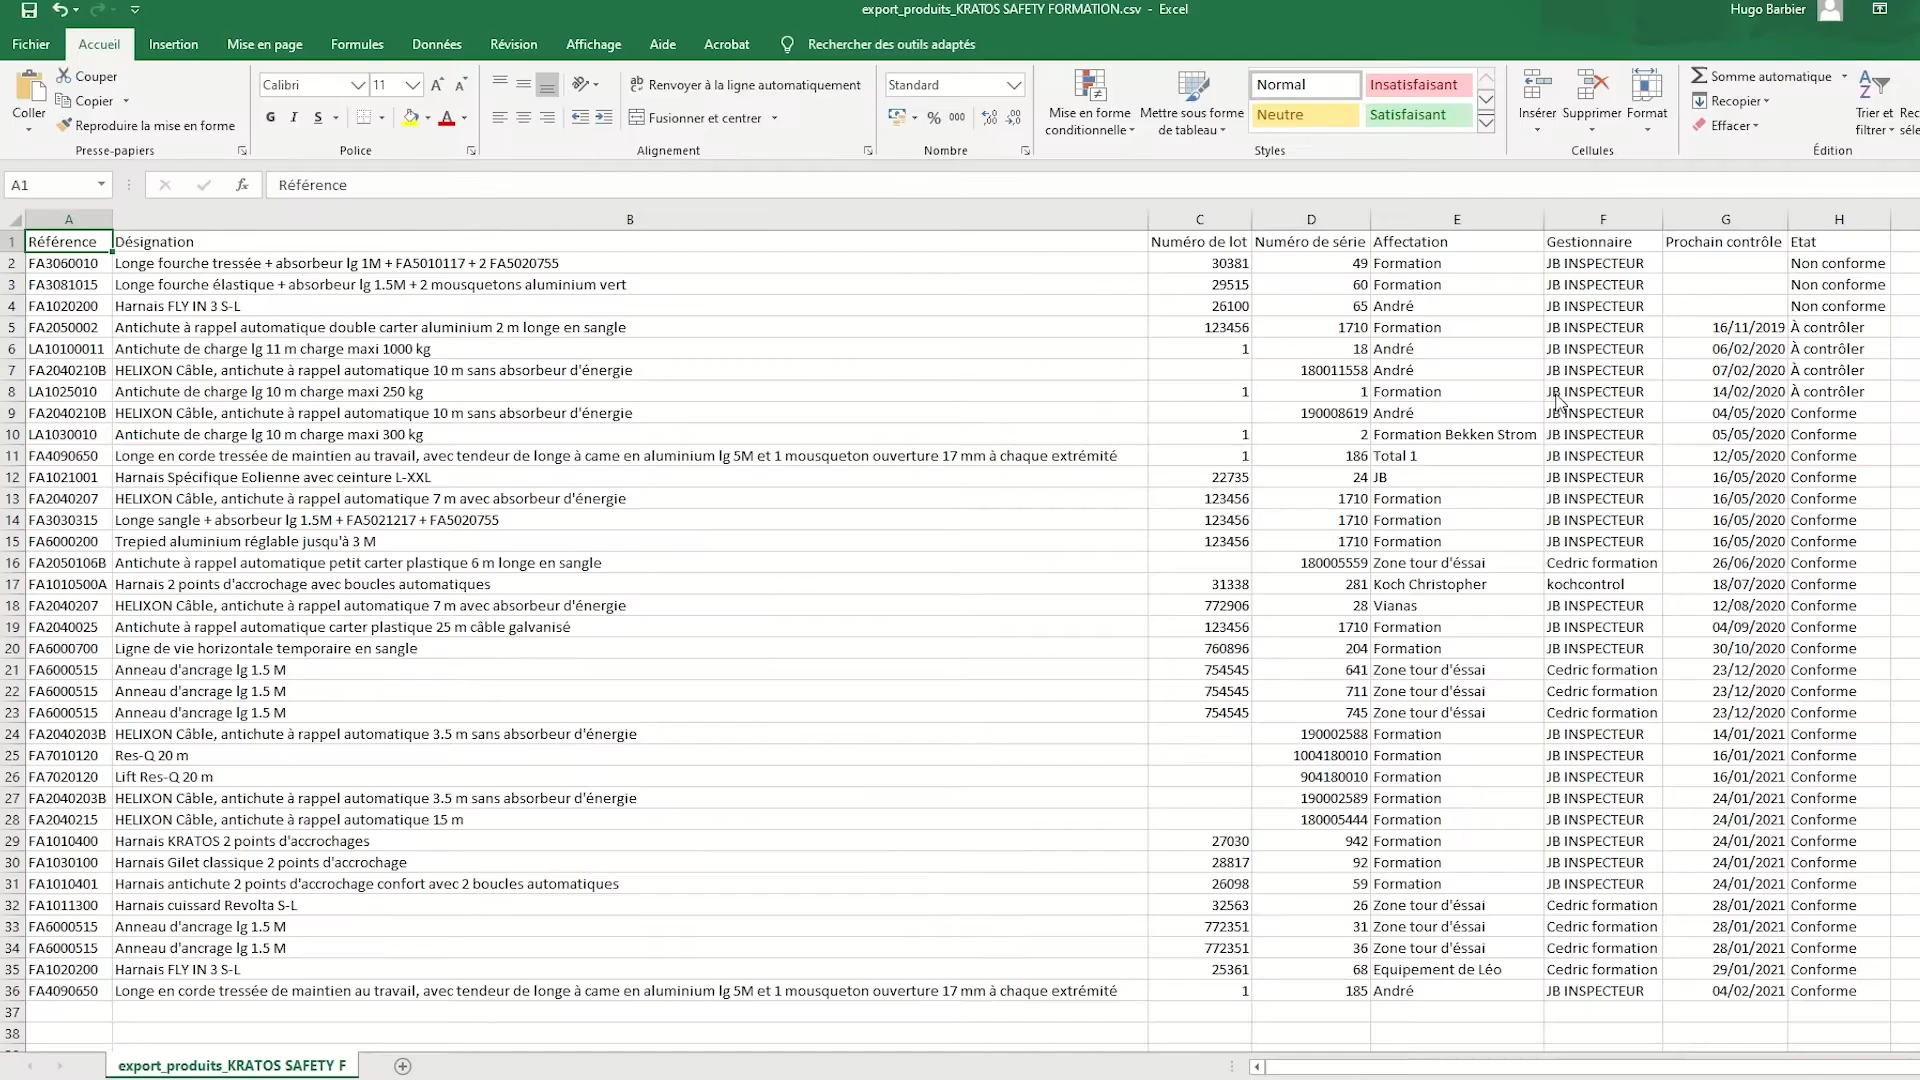 export_produits_KRATOS SAFETY FORMATION.csv - Excel
Hugo Barbier
Fichier Accueil Insertion Mise en page Formules Données Révision Affichage Aide Acrobat Rechercher des outils adaptés
Coller
Couper
Copier
Reproduire la mise en forme
Presse-papiers
Calibri 11
G I S
Police
Renvoyer à la ligne automatiquement
Fusionner et centrer
Alignement
Standard
% 000
Nombre
Mise en forme conditionnelle
Mettre sous forme de tableau
Normal Insatisfaisant
Neutre Satisfaisant
Styles
Insérer Supprimer Format
Cellules
Somme automatique
Recopier
Effacer
Trier et filtrer
Édition
A1 fx Référence
A B C D E F G H
1 Référence Désignation Numéro de lot Numéro de série Affectation Gestionnaire Prochain contrôle Etat
2 FA3060010 Longe fourche tressée + absorbeur lg 1M + FA5010117 + 2 FA5020755 30381 49 Formation JB INSPECTEUR Non conforme
3 FA3081015 Longe fourche élastique + absorbeur lg 1.5M + 2 mousquetons aluminium vert 29515 60 Formation JB INSPECTEUR Non conforme
4 FA1020200 Harnais FLY IN 3 S-L 26100 65 André JB INSPECTEUR Non conforme
5 FA2050002 Antichute à rappel automatique double carter aluminium 2 m longe en sangle 123456 1710 Formation JB INSPECTEUR 16/11/2019 À contrôler
6 LA10100011 Antichute de charge lg 11 m charge maxi 1000 kg 1 18 André JB INSPECTEUR 06/02/2020 À contrôler
7 FA2040210B HELIXON Câble, antichute à rappel automatique 10 m sans absorbeur d'énergie 180011558 André JB INSPECTEUR 07/02/2020 À contrôler
8 LA1025010 Antichute de charge lg 10 m charge maxi 250 kg 1 1 Formation JB INSPECTEUR 14/02/2020 À contrôler
9 FA2040210B HELIXON Câble, antichute à rappel automatique 10 m sans absorbeur d'énergie 190008619 André JB INSPECTEUR 04/05/2020 Conforme
10 LA1030010 Antichute de charge lg 10 m charge maxi 300 kg 1 2 Formation Bekken Strom JB INSPECTEUR 05/05/2020 Conforme
11 FA4090650 Longe en corde tressée de maintien au travail, avec tendeur de longe à came en aluminium lg 5M et 1 mousqueton ouverture 17 mm à chaque extrémité 1 186 Total 1 JB INSPECTEUR 12/05/2020 Conforme
12 FA1021001 Harnais Spécifique Eolienne avec ceinture L-XXL 22735 24 JB JB INSPECTEUR 16/05/2020 Conforme
13 FA2040207 HELIXON Câble, antichute à rappel automatique 7 m avec absorbeur d'énergie 123456 1710 Formation JB INSPECTEUR 16/05/2020 Conforme
14 FA3030315 Longe sangle + absorbeur lg 1.5M + FA5021217 + FA5020755 123456 1710 Formation JB INSPECTEUR 16/05/2020 Conforme
15 FA6000200 Trepied aluminium réglable jusqu'à 3 M 123456 1710 Formation JB INSPECTEUR 16/05/2020 Conforme
16 FA2050106B Antichute à rappel automatique petit carter plastique 6 m longe en sangle 180005559 Zone tour d'éssai Cedric formation 26/06/2020 Conforme
17 FA1010500A Harnais 2 points d'accrochage avec boucles automatiques 31338 281 Koch Christopher kochcontrol 18/07/2020 Conforme
18 FA2040207 HELIXON Câble, antichute à rappel automatique 7 m avec absorbeur d'énergie 772906 28 Vianas JB INSPECTEUR 12/08/2020 Conforme
19 FA2040025 Antichute à rappel automatique carter plastique 25 m câble galvanisé 123456 1710 Formation JB INSPECTEUR 04/09/2020 Conforme
20 FA6000700 Ligne de vie horizontale temporaire en sangle 760896 204 Formation JB INSPECTEUR 30/10/2020 Conforme
21 FA6000515 Anneau d'ancrage lg 1.5 M 754545 641 Zone tour d'éssai Cedric formation 23/12/2020 Conforme
22 FA6000515 Anneau d'ancrage lg 1.5 M 754545 711 Zone tour d'éssai Cedric formation 23/12/2020 Conforme
23 FA6000515 Anneau d'ancrage lg 1.5 M 754545 745 Zone tour d'éssai Cedric formation 23/12/2020 Conforme
24 FA2040203B HELIXON Câble, antichute à rappel automatique 3.5 m sans absorbeur d'énergie 190002588 Formation JB INSPECTEUR 14/01/2021 Conforme
25 FA7010120 Res-Q 20 m 1004180010 Formation JB INSPECTEUR 16/01/2021 Conforme
26 FA7020120 Lift Res-Q 20 m 904180010 Formation JB INSPECTEUR 16/01/2021 Conforme
27 FA2040203B HELIXON Câble, antichute à rappel automatique 3.5 m sans absorbeur d'énergie 190002589 Formation JB INSPECTEUR 24/01/2021 Conforme
28 FA2040215 HELIXON Câble, antichute à rappel automatique 15 m 180005444 Formation JB INSPECTEUR 24/01/2021 Conforme
29 FA1010400 Harnais KRATOS 2 points d'accrochages 27030 942 Formation JB INSPECTEUR 24/01/2021 Conforme
30 FA1030100 Harnais Gilet classique 2 points d'accrochage 28817 92 Formation JB INSPECTEUR 24/01/2021 Conforme
31 FA1010401 Harnais antichute 2 points d'accrochage confort avec 2 boucles automatiques 26098 59 Formation JB INSPECTEUR 24/01/2021 Conforme
32 FA1011300 Harnais cuissard Revolta S-L 32563 26 Zone tour d'éssai Cedric formation 28/01/2021 Conforme
33 FA6000515 Anneau d'ancrage lg 1.5 M 772351 31 Zone tour d'éssai Cedric formation 28/01/2021 Conforme
34 FA6000515 Anneau d'ancrage lg 1.5 M 772351 36 Zone tour d'éssai Cedric formation 28/01/2021 Conforme
35 FA1020200 Harnais FLY IN 3 S-L 25361 68 Equipement de Léo Cedric formation 29/01/2021 Conforme
36 FA4090650 Longe en corde tressée de maintien au travail, avec tendeur de longe à came en aluminium lg 5M et 1 mousqueton ouverture 17 mm à chaque extrémité 1 185 André JB INSPECTEUR 04/02/2021 Conforme
37
38
export_produits_KRATOS SAFETY F